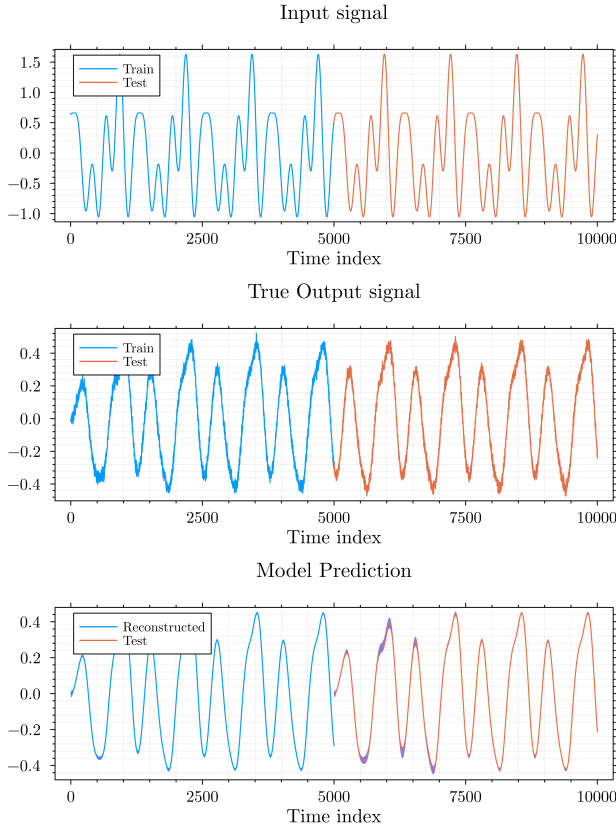 Input signal
1.5
1.0
0.5
0.0
−0.5
−1.0
Train
Test
0 2500 5000 7500 10000
Time index
True Output signal
0.4
0.2
0.0
−0.2
−0.4
Train
Test
0 2500 5000 7500 10000
Time index
Model Prediction
0.4
0.2
0.0
−0.2
−0.4
Reconstructed
Test
0 2500 5000 7500 10000
Time index